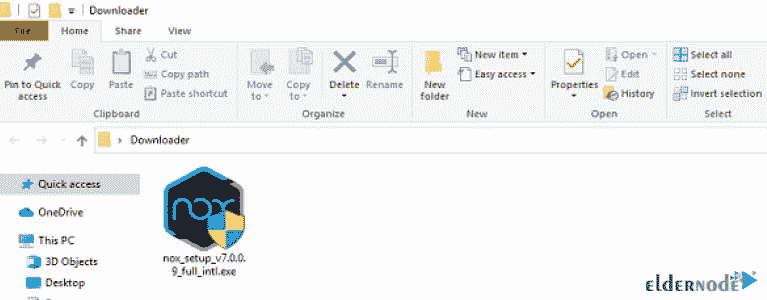 Downloader
File Home Share View
Pin to Quick access
Copy
Paste
Cut
Copy path
Paste shortcut
Clipboard
Move to
Copy to
Delete
Rename
Organize
New folder
New item
Easy access
New
Properties
Open
Edit
History
Open
Select all
Select none
Invert selection
Select
Downloader
Quick access
OneDrive
This PC
3D Objects
Desktop
nox
nox_setup_v7.0.0.
9_full_intl.exe
eldernode